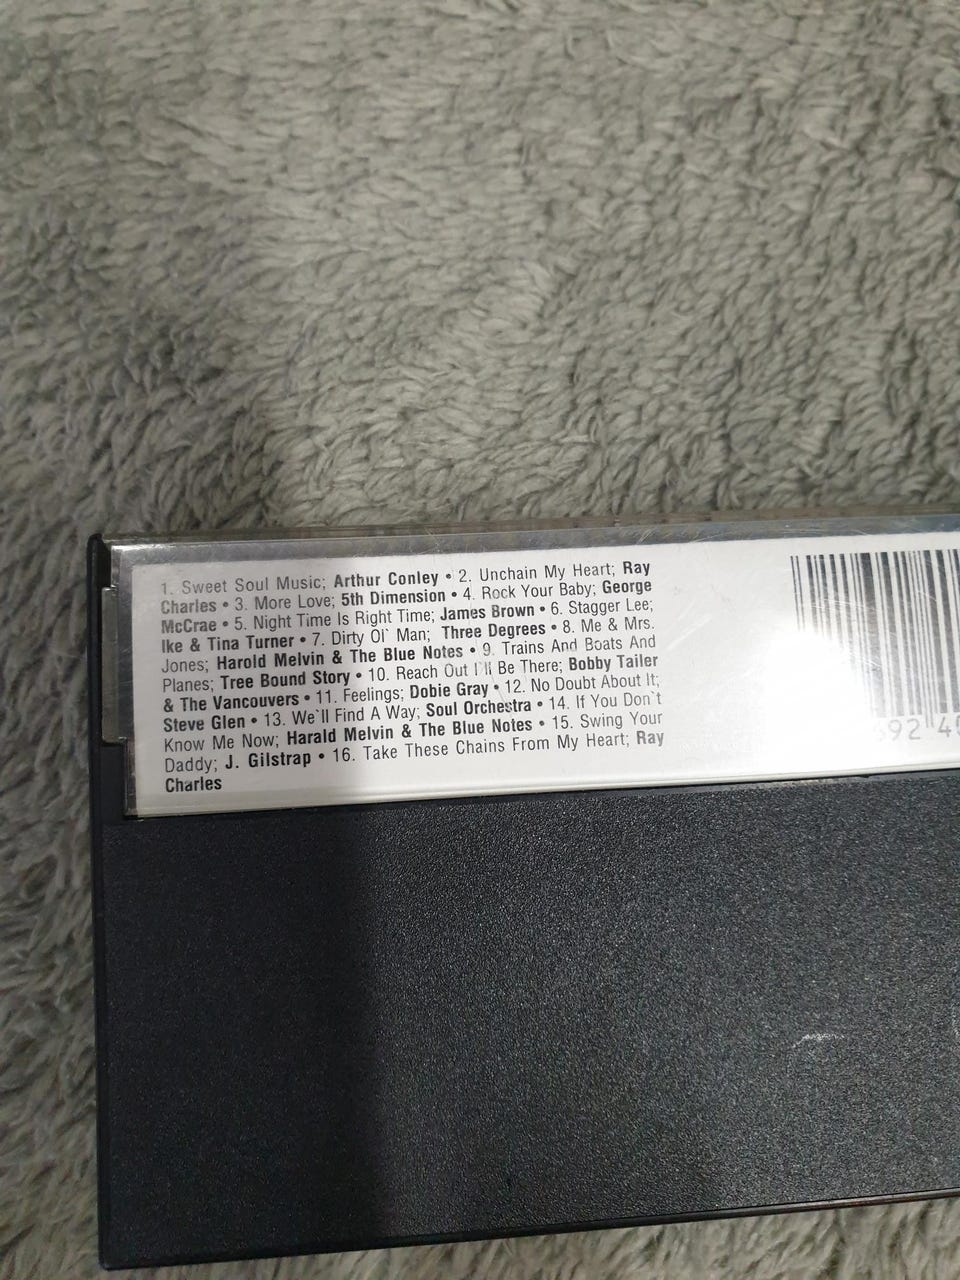 1. Sweet Soul Music; Arthur Conley • 2. Unchain My Heart; Ray
Charles • 3. More Love; 5th Dimension • 4. Rock Your Baby; George
McCrae • 5. Night Time Is Right Time; James Brown • 6. Stagger Lee;
Ike & Tina Turner • 7. Dirty Ol` Man; Three Degrees • 8. Me & Mrs.
Jones; Harold Melvin & The Blue Notes • 9. Trains And Boats And
Planes; Tree Bound Story • 10. Reach Out I`ll Be There; Bobby Tailer
& The Vancouvers • 11. Feelings; Dobie Gray • 12. No Doubt About It;
Steve Glen • 13. We`ll Find A Way; Soul Orchestra • 14. If You Don`t
Know Me Now; Harald Melvin & The Blue Notes • 15. Swing Your
Daddy; J. Gilstrap • 16. Take These Chains From My Heart; Ray
Charles